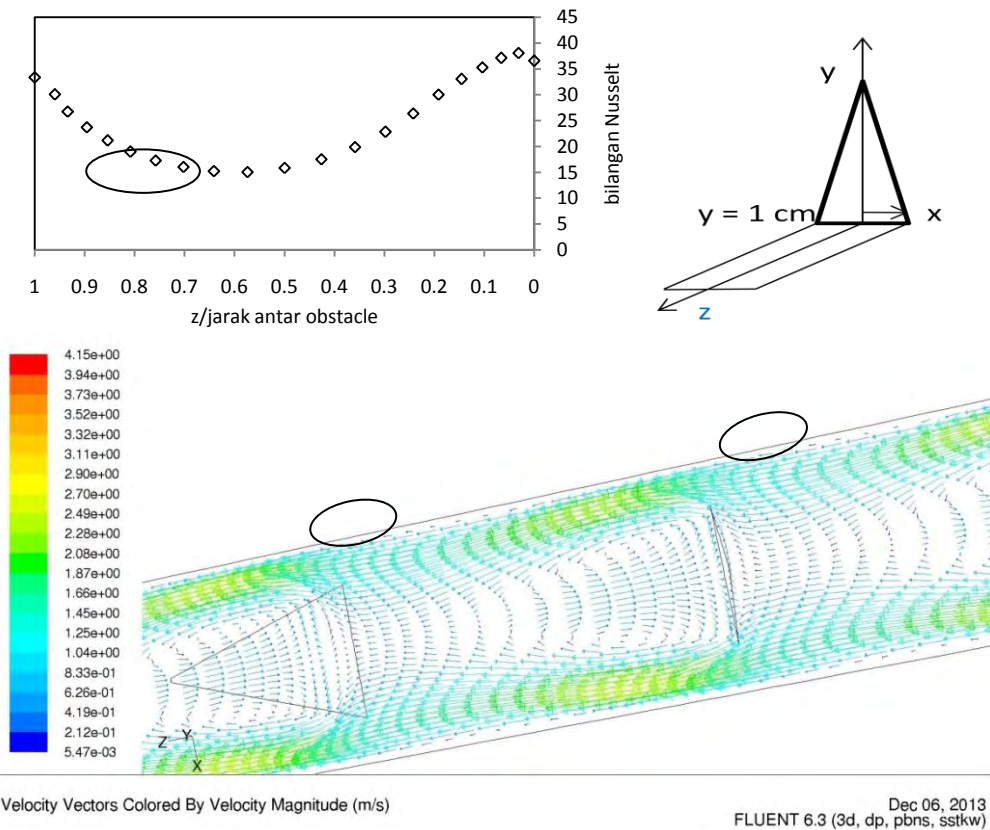 45
40
35
30
25
20
15
10
5
0
bilangan Nusselt
1 0.9 0.8 0.7 0.6 0.5 0.4 0.3 0.2 0.1 0
z/jarak antar obstacle
y
y = 1 cm
x
z
4.15e+00
3.94e+00
3.73e+00
3.52e+00
3.32e+00
3.11e+00
2.90e+00
2.70e+00
2.49e+00
2.28e+00
2.08e+00
1.87e+00
1.66e+00
1.45e+00
1.25e+00
1.04e+00
8.33e-01
6.26e-01
4.19e-01
2.12e-01
5.47e-03
Z Y
X
Velocity Vectors Colored By Velocity Magnitude (m/s)
Dec 06, 2013
FLUENT 6.3 (3d, dp, pbns, sstkw)